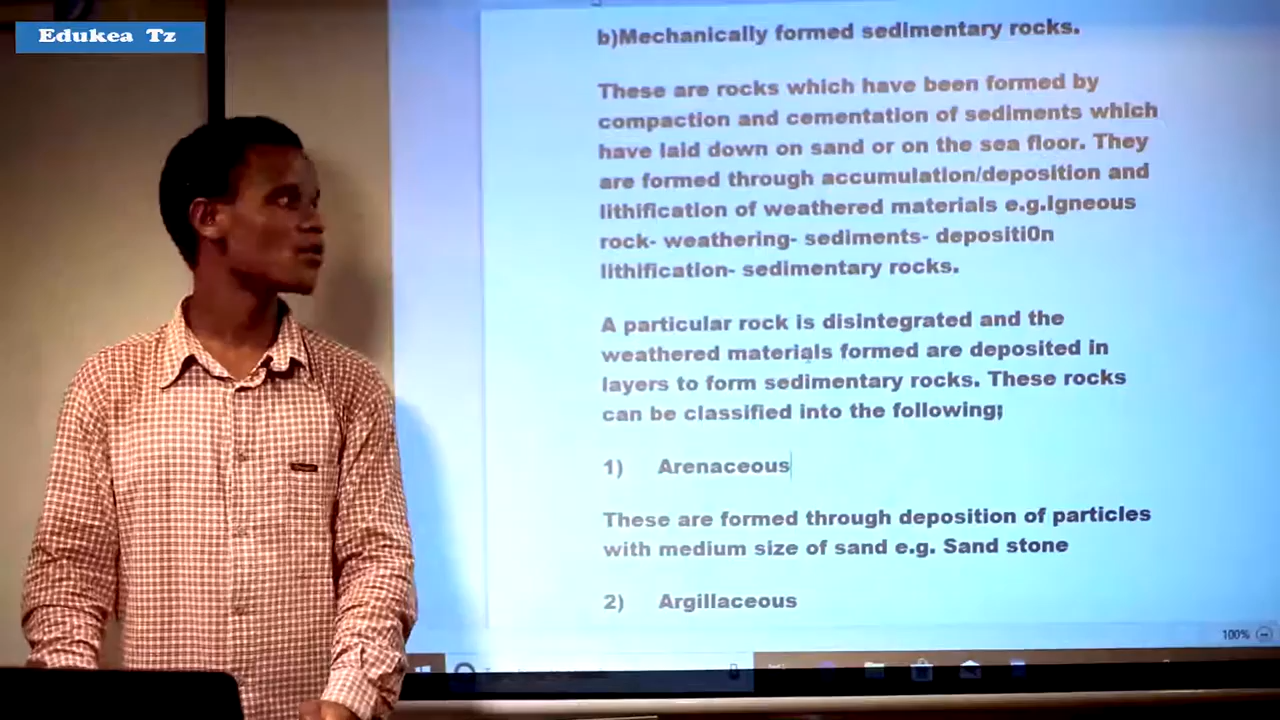 Edukea Tz
b)Mechanically formed sedimentary rocks.
These are rocks which have been formed by
compaction and cementation of sediments which
have laid down on sand or on the sea floor. They
are formed through accumulation/deposition and
lithification of weathered materials e.g.Igneous
rock- weathering- sediments- depositi0n
lithification- sedimentary rocks.
A particular rock is disintegrated and the
weathered materials formed are deposited in
layers to form sedimentary rocks. These rocks
can be classified into the following;
1) Arenaceous
These are formed through deposition of particles
with medium size of sand e.g. Sand stone
2) Argillaceous
100%